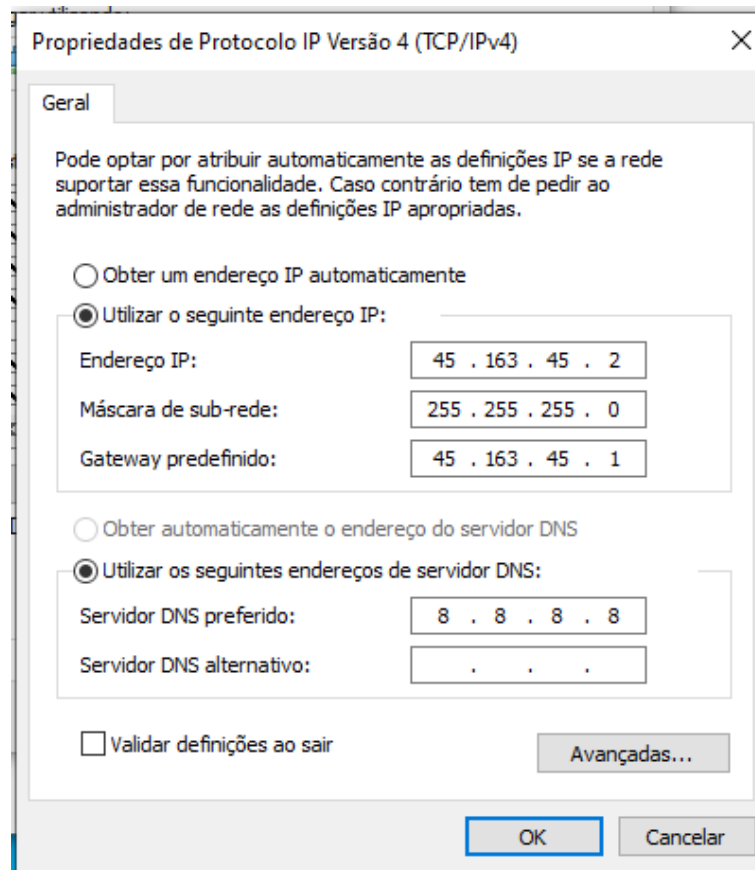 Propriedades de Protocolo IP Versão 4 (TCP/IPv4)
Geral
Pode optar por atribuir automaticamente as definições IP se a rede
suportar essa funcionalidade. Caso contrário tem de pedir ao
administrador de rede as definições IP apropriadas.
Obter um endereço IP automaticamente
Utilizar o seguinte endereço IP:
Endereço IP: 45 . 163 . 45 . 2
Máscara de sub-rede: 255 . 255 . 255 . 0
Gateway predefinido: 45 . 163 . 45 . 1
Obter automaticamente o endereço do servidor DNS
Utilizar os seguintes endereços de servidor DNS:
Servidor DNS preferido: 8 . 8 . 8 . 8
Servidor DNS alternativo: . . .
Validar definições ao sair
Avançadas...
OK Cancelar